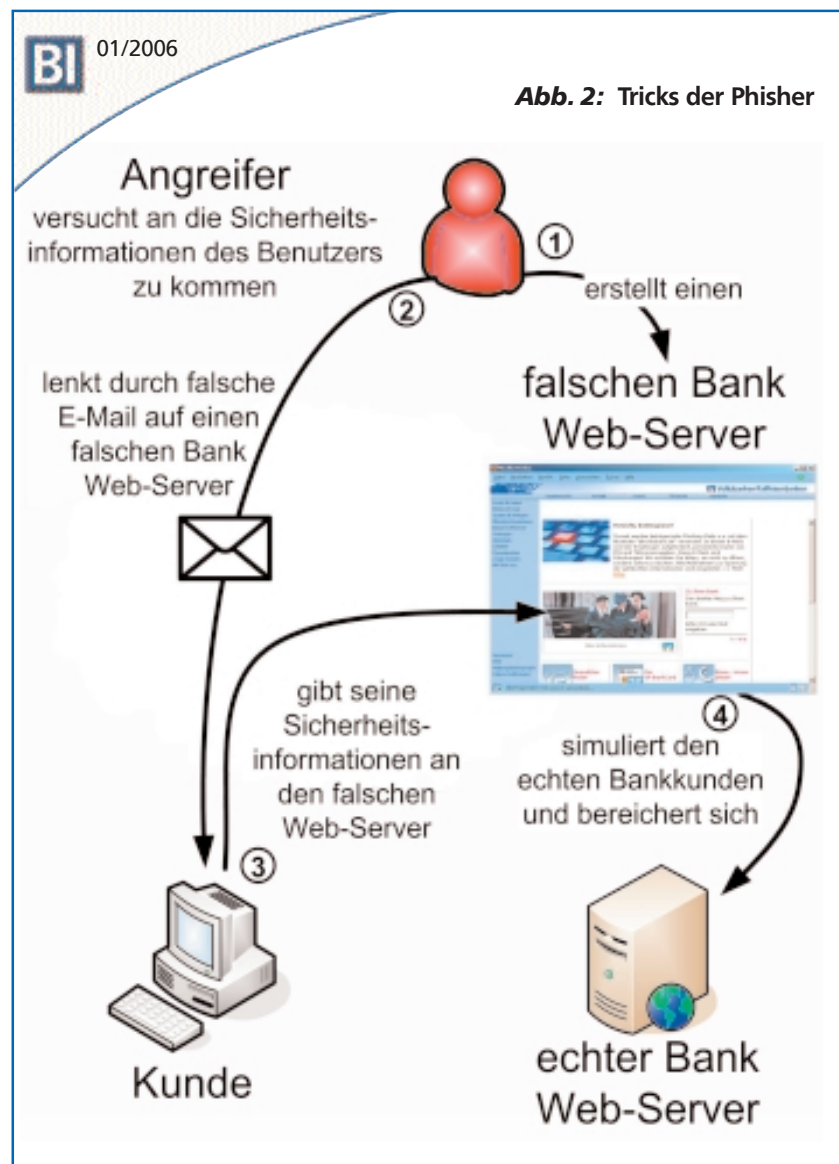 BI
01/2006
Abb. 2: Tricks der Phisher
Angreifer
versucht an die Sicherheits-
informationen des Benutzers
zu kommen
1
erstellt einen
falschen Bank
Web-Server
2
lenkt durch falsche
E-Mail auf einen
falschen Bank
Web-Server
3
gibt seine
Sicherheits-
informationen an
den falschen
Web-Server
4
simuliert den
echten Bankkunden
und bereichert sich
Kunde
echter Bank
Web-Server